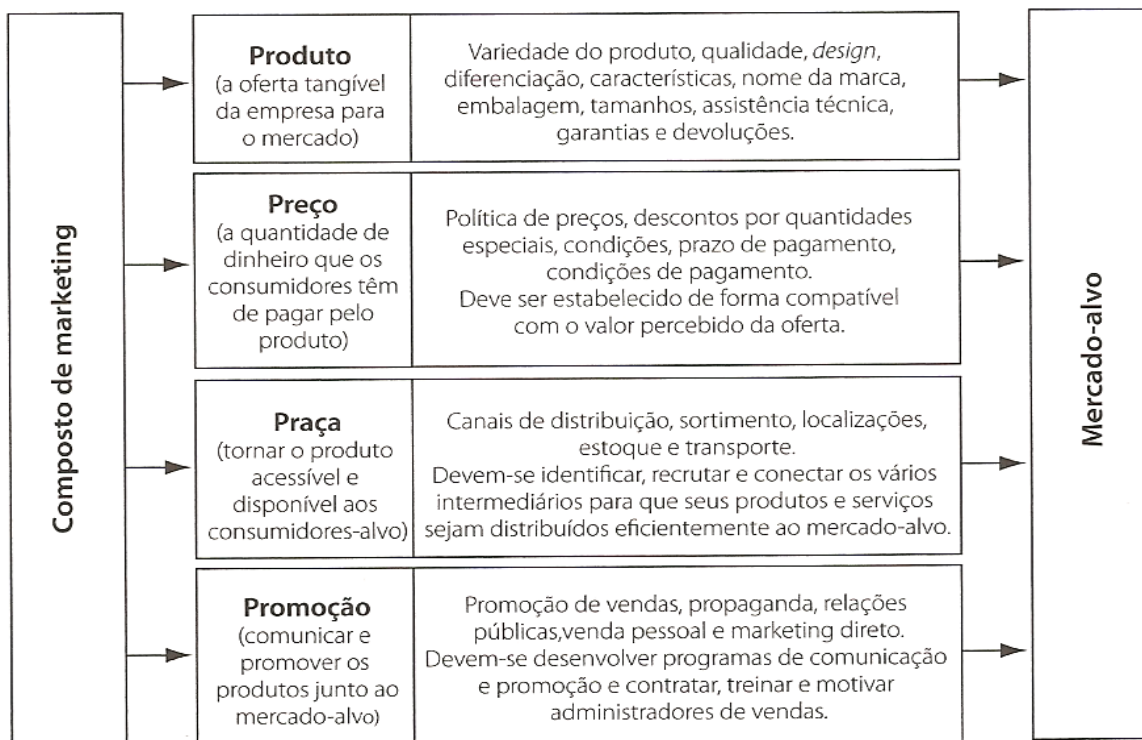 Composto de marketing
Produto
(a oferta tangível
da empresa para
o mercado)
Variedade do produto, qualidade, design,
diferenciação, características, nome da marca,
embalagem, tamanhos, assistência técnica,
garantias e devoluções.
Preço
(a quantidade de
dinheiro que os
consumidores têm
de pagar pelo
produto)
Política de preços, descontos por quantidades
especiais, condições, prazo de pagamento,
condições de pagamento.
Deve ser estabelecido de forma compatível
com o valor percebido da oferta.
Praça
(tornar o produto
acessível e
disponível aos
consumidores-alvo)
Canais de distribuição, sortimento, localizações,
estoque e transporte.
Devem-se identificar, recrutar e conectar os vários
intermediários para que seus produtos e serviços
sejam distribuídos eficientemente ao mercado-alvo.
Promoção
(comunicar e
promover os
produtos junto ao
mercado-alvo)
Promoção de vendas, propaganda, relações
públicas,venda pessoal e marketing direto.
Devem-se desenvolver programas de comunicação
e promoção e contratar, treinar e motivar
administradores de vendas.
Mercado-alvo